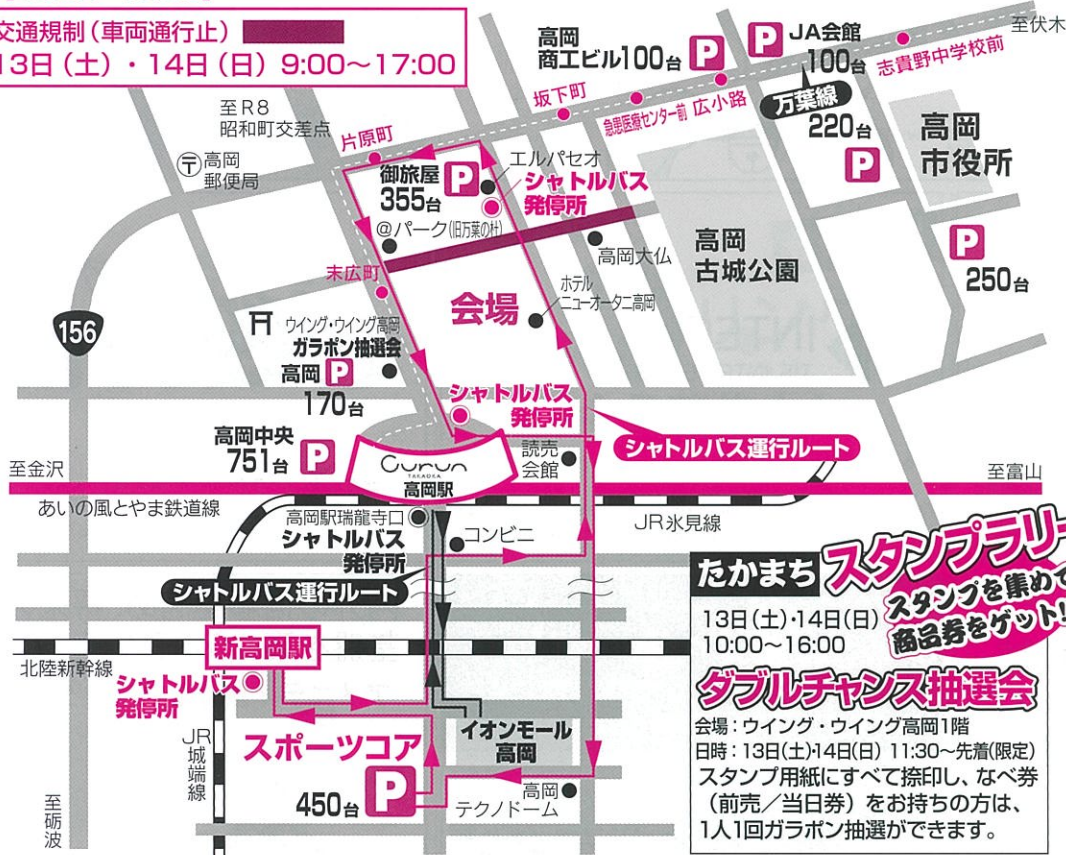 交通規制(車両通行止)
13日(土)・14日(日) 9:00〜17:00
至伏木
高岡
商工ビル100台
P
P
JA会館
100台
志貴野中学校前
坂下町
急患医療センター前
広小路
万葉線
220台
P
高岡
市役所
至R8
昭和町交差点
片原町
〒高岡
郵便局
御旅屋
355台
P
エルパセオ
シャトルバス
発停所
@パーク(旧万葉の杜)
高岡大仏
高岡
古城公園
P
250台
末広町
会場
ホテル
ニューオータニ高岡
156
ウイング・ウイング高岡
ガラポン抽選会
高岡P
170台
シャトルバス
発停所
高岡中央
751台
P
Curun
TAKAOKA
高岡駅
読売
会館
シャトルバス運行ルート
至金沢
至富山
あいの風とやま鉄道線
高岡駅瑞龍寺口
シャトルバス
発停所
コンビニ
JR氷見線
シャトルバス運行ルート
新高岡駅
北陸新幹線
シャトルバス
発停所
JR城端線
至砺波
スポーツコア
450台
P
イオンモール
高岡
高岡
テクノドーム
たかまち
スタンプラリー
スタンプを集めて
商品券をゲット!
13日(土)・14日(日)
10:00〜16:00
ダブルチャンス抽選会
会場:ウイング・ウイング高岡1階
日時:13日(土)・14日(日) 11:30〜先着(限定)
スタンプ用紙にすべて捺印し、なべ券
(前売/当日券)をお持ちの方は、
1人1回ガラポン抽選ができます。